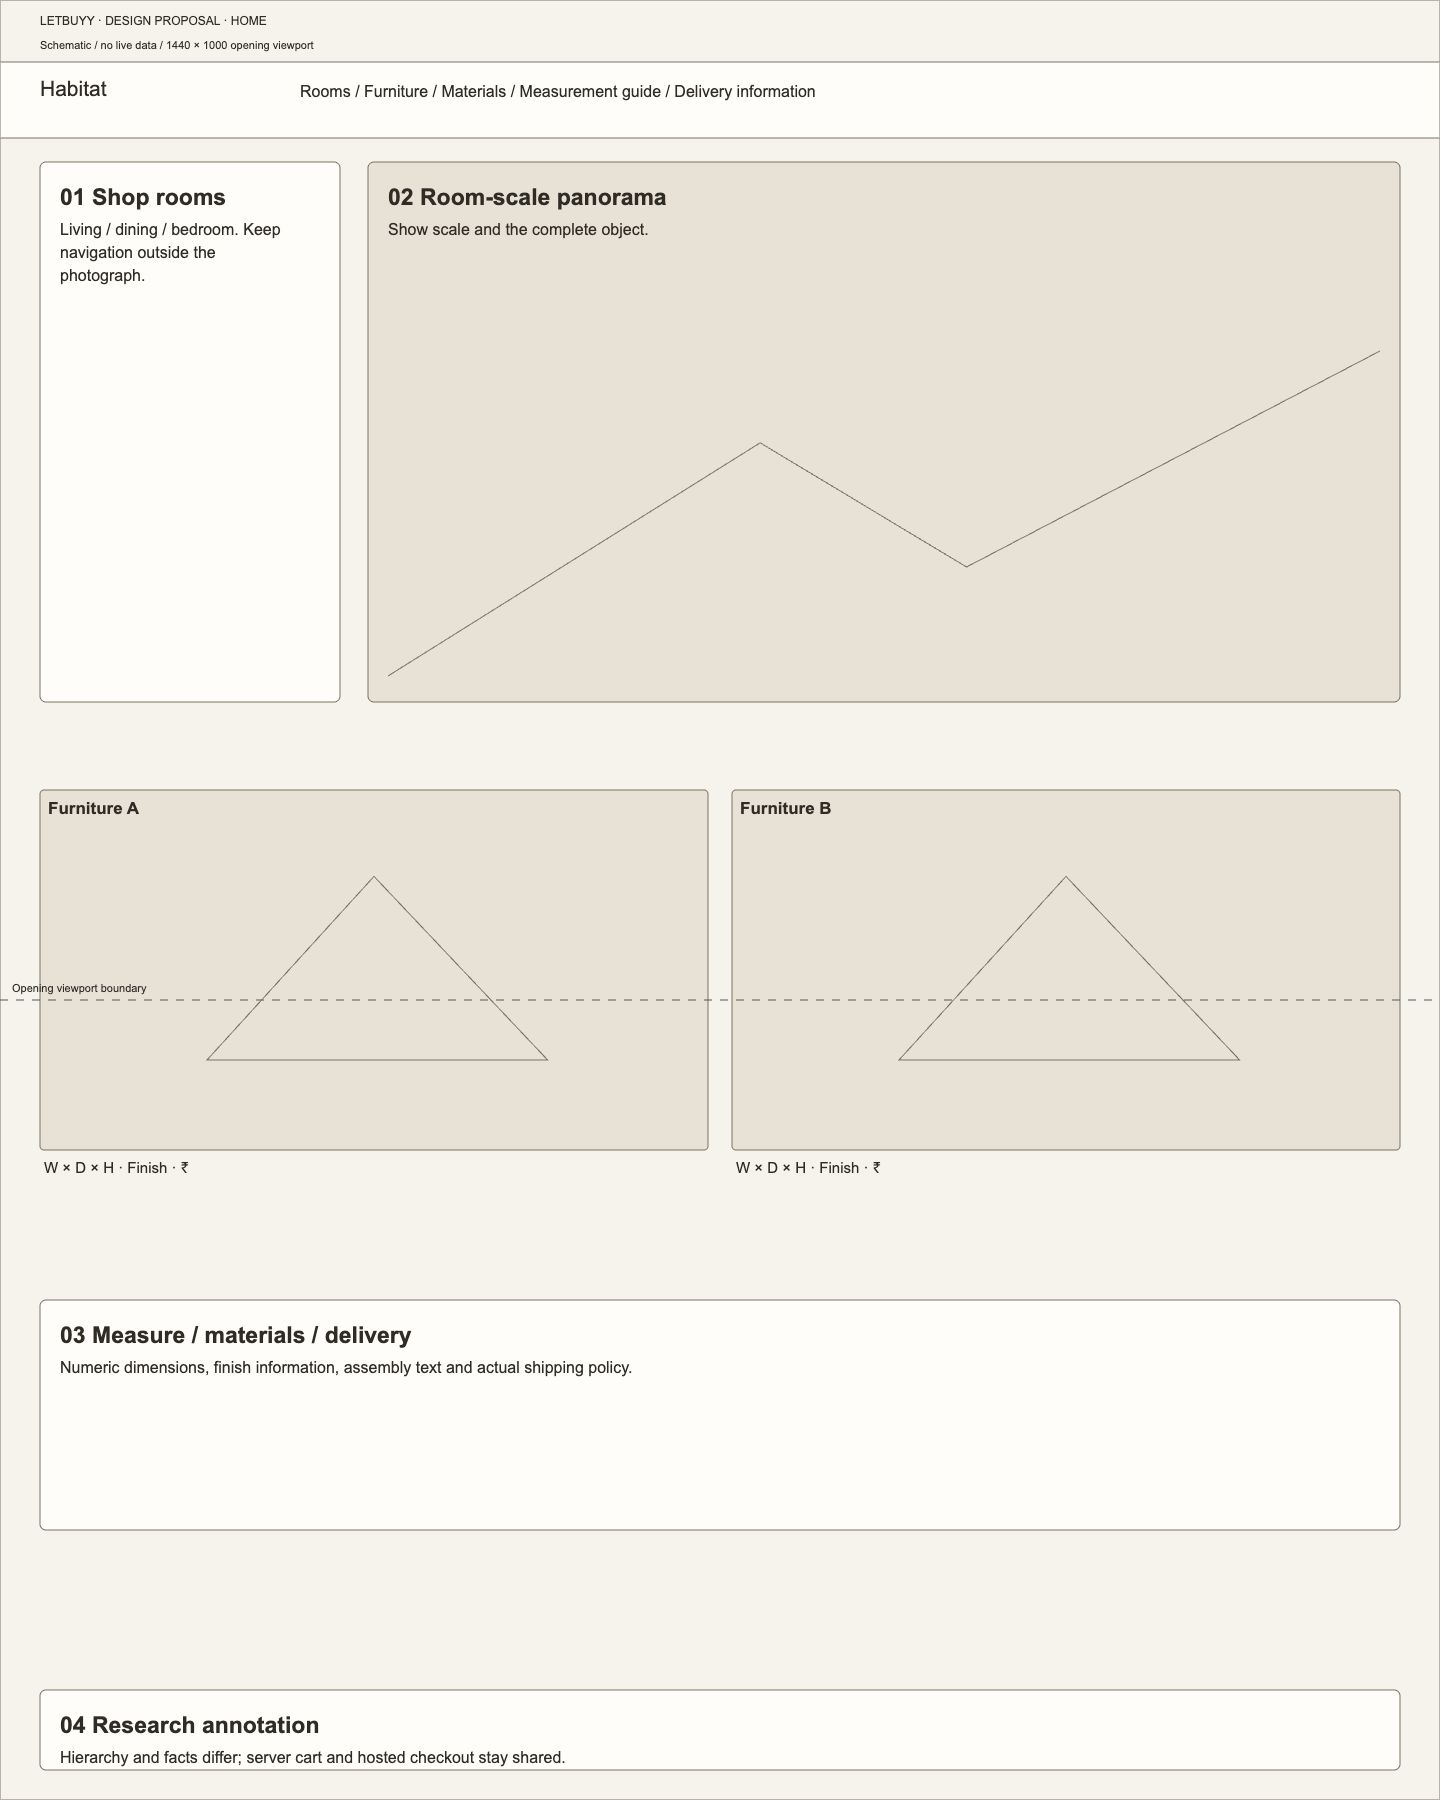 LETBUYY · DESIGN PROPOSAL · HOME
Schematic / no live data / 1440 × 1000 opening viewport
Habitat
Rooms / Furniture / Materials / Measurement guide / Delivery information
01 Shop rooms
Living / dining / bedroom. Keep
navigation outside the
photograph.
02 Room-scale panorama
Show scale and the complete object.
Furniture A
Furniture B
Opening viewport boundary
W × D × H · Finish · ₹
W × D × H · Finish · ₹
03 Measure / materials / delivery
Numeric dimensions, finish information, assembly text and actual shipping policy.
04 Research annotation
Hierarchy and facts differ; server cart and hosted checkout stay shared.